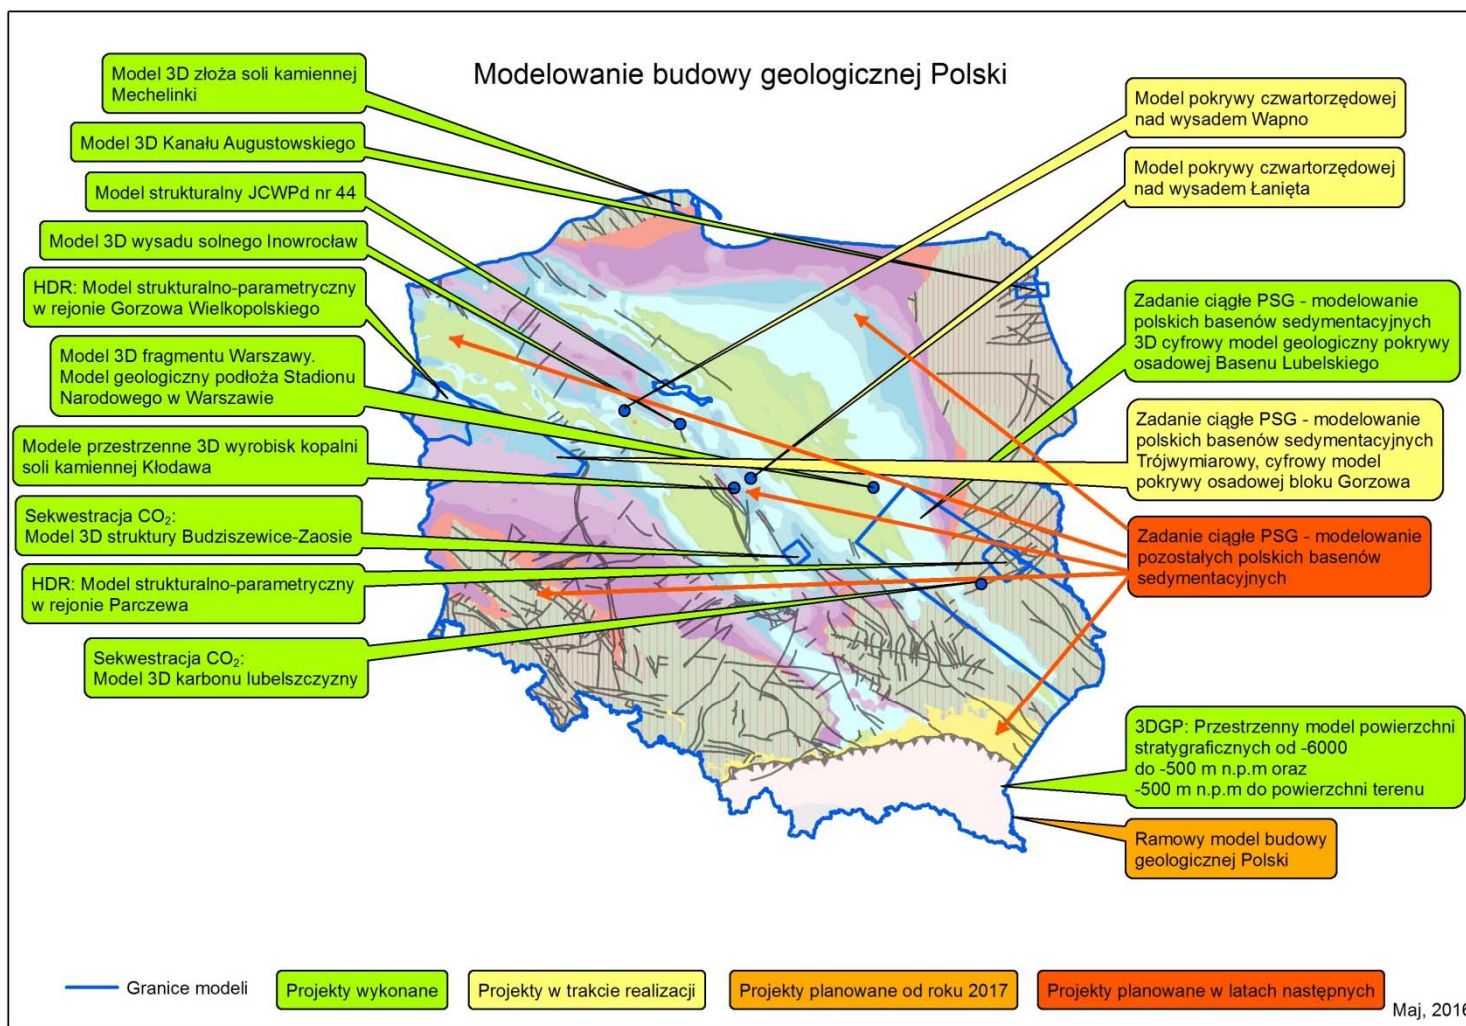 Modelowanie budowy geologicznej Polski
Model 3D złoża soli kamiennej
Mechelinki
Model 3D Kanału Augustowskiego
Model strukturalny JCWPd nr 44
Model 3D wysadu solnego Inowrocław
HDR: Model strukturalno-parametryczny
w rejonie Gorzowa Wielkopolskiego
Model 3D fragmentu Warszawy.
Model geologiczny podłoża Stadionu
Narodowego w Warszawie
Modele przestrzenne 3D wyrobisk kopalni
soli kamiennej Kłodawa
Sekwestracja CO₂:
Model 3D struktury Budziszewice-Zaosie
HDR: Model strukturalno-parametryczny
w rejonie Parczewa
Sekwestracja CO₂:
Model 3D karbonu lubelszczyzny
Model pokrywy czwartorzędowej
nad wysadem Wapno
Model pokrywy czwartorzędowej
nad wysadem Łanięta
Zadanie ciągłe PSG - modelowanie
polskich basenów sedymentacyjnych
3D cyfrowy model geologiczny pokrywy
osadowej Basenu Lubelskiego
Zadanie ciągłe PSG - modelowanie
polskich basenów sedymentacyjnych
Trójwymiarowy, cyfrowy model
pokrywy osadowej bloku Gorzowa
Zadanie ciągłe PSG - modelowanie
pozostałych polskich basenów
sedymentacyjnych
3DGP: Przestrzenny model powierzchni
stratygraficznych od -6000
do -500 m n.p.m oraz
-500 m n.p.m do powierzchni terenu
Ramowy model budowy
geologicznej Polski
Granice modeli
Projekty wykonane
Projekty w trakcie realizacji
Projekty planowane od roku 2017
Projekty planowane w latach następnych
Maj, 2016